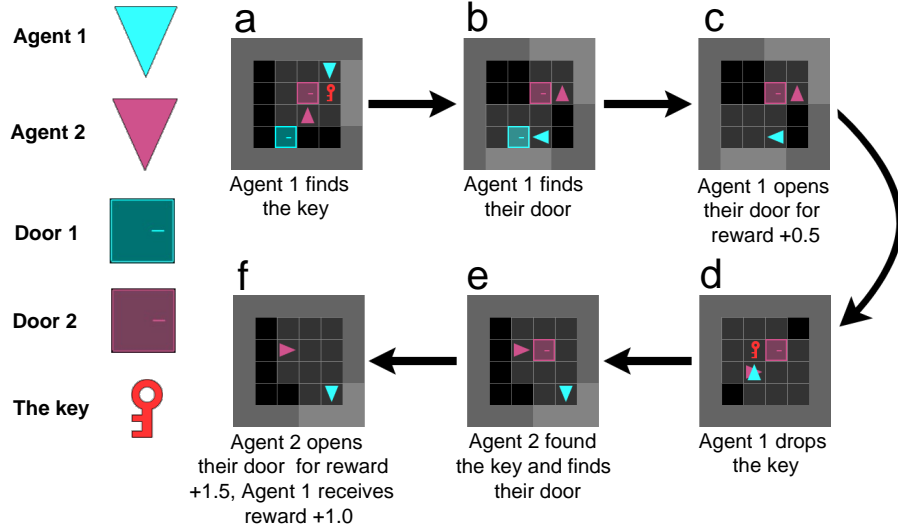 Agent 1
Agent 2
Door 1
Door 2
The key
a
b
c
Agent 1 finds
the key
Agent 1 finds
their door
Agent 1 opens
their door for
reward +0.5
f
e
d
Agent 2 opens
their door for reward
+1.5, Agent 1 receives
reward +1.0
Agent 2 found
the key and finds
their door
Agent 1 drops
the key